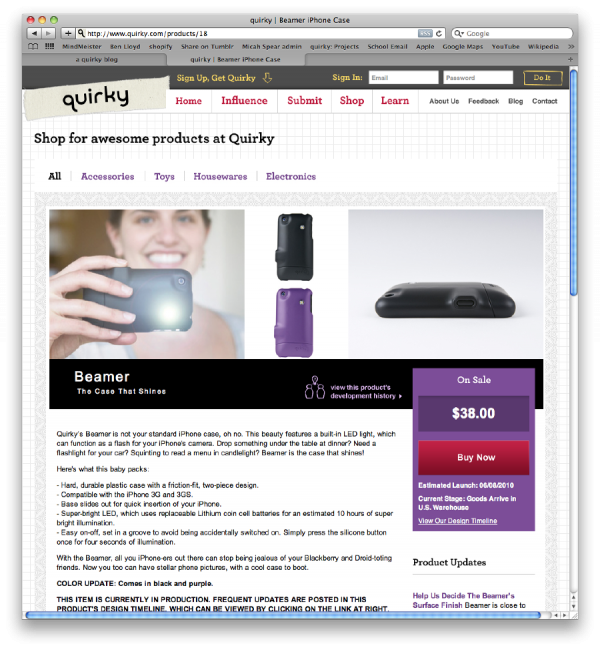 quirky | Beamer iPhone Case
http://www.quirky.com/products/18 RSS Google
MindMeister Ben Lloyd shopify Share on Tumblr Micah Spear admin quirky: Projects School Email Apple Google Maps YouTube Wikipedia »
a quirky blog quirky | Beamer iPhone Case
quirky
Sign Up, Get Quirky Sign In: Email Password Do It
Home Influence Submit Shop Learn About Us Feedback Blog Contact
Shop for awesome products at Quirky
All Accessories Toys Housewares Electronics
Beamer
The Case That Shines
view this product's
development history
On Sale
$38.00
Buy Now
Estimated Launch: 06/08/2010
Current Stage: Goods Arrive in
U.S. Warehouse
View Our Design Timeline
Quirky's Beamer is not your standard iPhone case, oh no. This beauty features a built-in LED light, which
can function as a flash for your iPhone's camera. Drop something under the table at dinner? Need a
flashlight for your car? Squinting to read a menu in candlelight? Beamer is the case that shines!
Here's what this baby packs:
- Hard, durable plastic case with a friction-fit, two-piece design.
- Compatible with the iPhone 3G and 3GS.
- Base slides out for quick insertion of your iPhone.
- Super-bright LED, which uses replaceable Lithium coin cell batteries for an estimated 10 hours of super
bright illumination.
- Easy on-off, set in a groove to avoid being accidentally switched on. Simply press the silicone button
once for four seconds of illumination.
With the Beamer, all you iPhone-ers out there can stop being jealous of your Blackberry and Droid-toting
friends. Now you too can have stellar phone pictures, with a cool case to boot.
COLOR UPDATE: Comes in black and purple.
THIS ITEM IS CURRENTLY IN PRODUCTION. FREQUENT UPDATES ARE POSTED IN THIS
PRODUCT'S DESIGN TIMELINE, WHICH CAN BE VIEWED BY CLICKING ON THE LINK AT RIGHT.
Product Updates
Help Us Decide The Beamer's
Surface Finish Beamer is close to